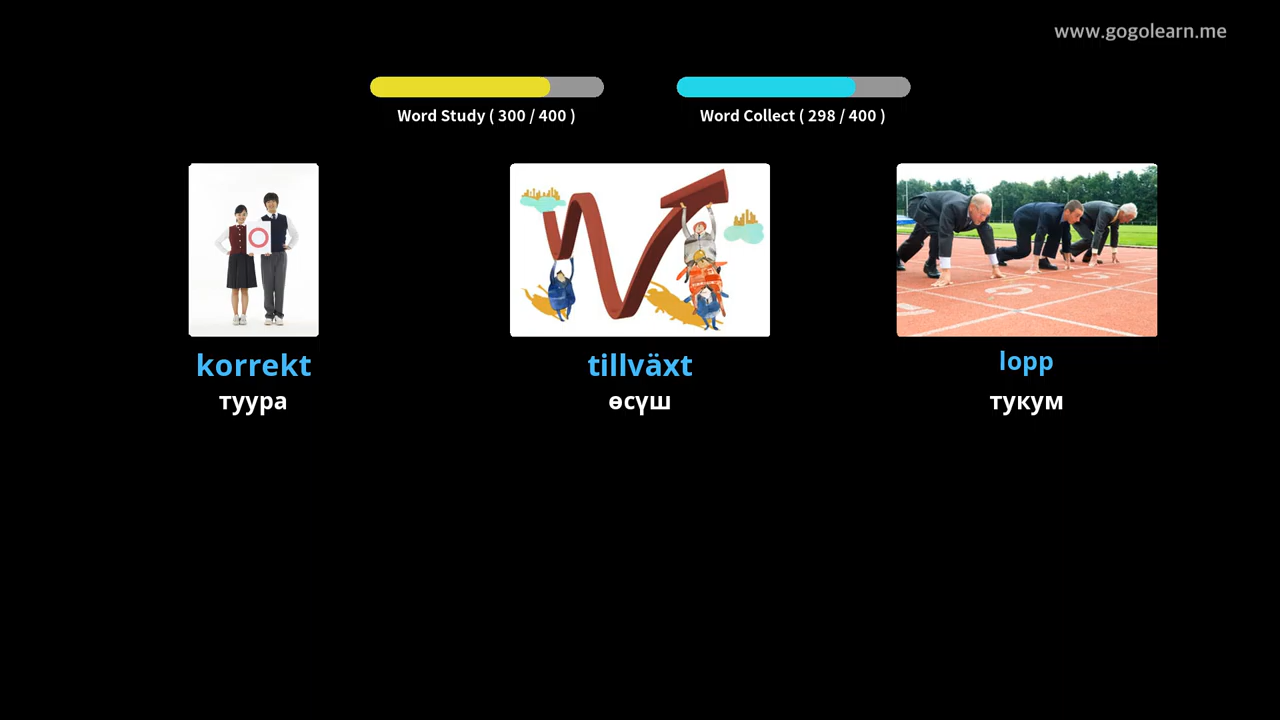 www.gogolearn.me
Word Study ( 300 / 400 )
Word Collect ( 298 / 400 )
korrekt
tillväxt
lopp
туура
өсүш
тукум